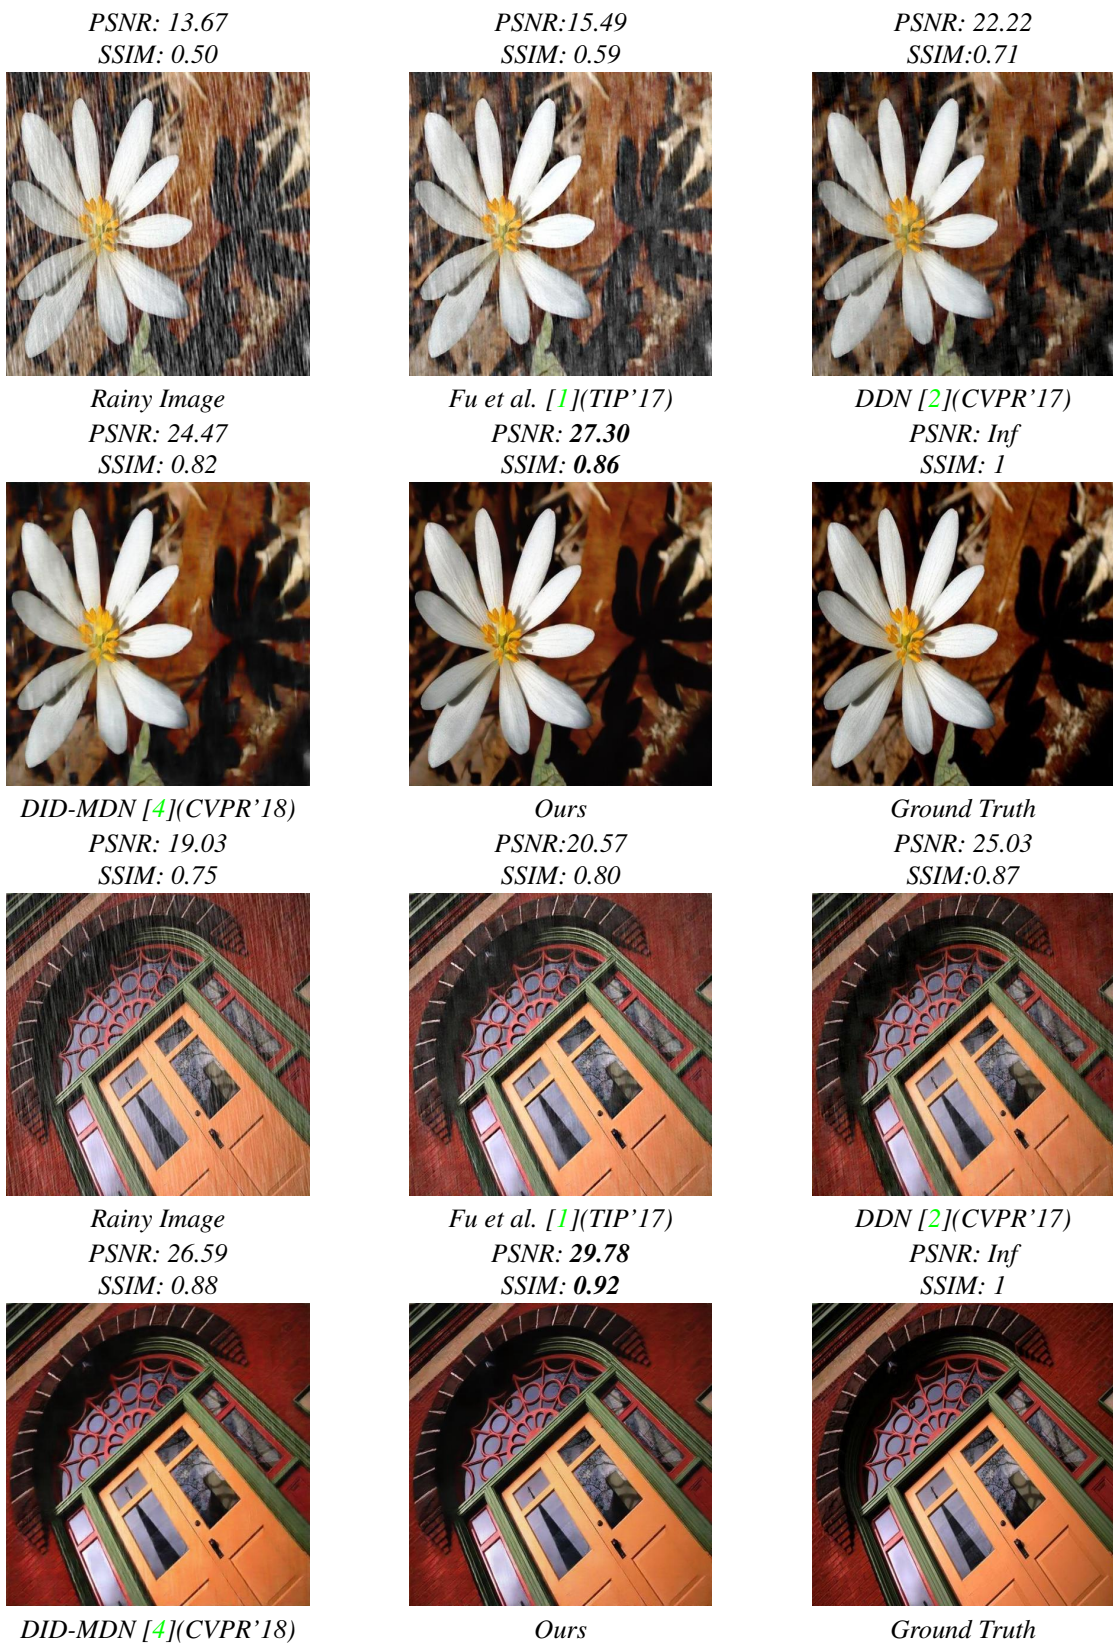 PSNR: 13.67 PSNR:15.49 PSNR: 22.22
SSIM: 0.50 SSIM: 0.59 SSIM:0.71
Rainy Image Fu et al. [1](TIP'17) DDN [2](CVPR'17)
PSNR: 24.47 PSNR: 27.30 PSNR: Inf
SSIM: 0.82 SSIM: 0.86 SSIM: 1
DID-MDN [4](CVPR'18) Ours Ground Truth
PSNR: 19.03 PSNR:20.57 PSNR: 25.03
SSIM: 0.75 SSIM: 0.80 SSIM:0.87
Rainy Image Fu et al. [1](TIP'17) DDN [2](CVPR'17)
PSNR: 26.59 PSNR: 29.78 PSNR: Inf
SSIM: 0.88 SSIM: 0.92 SSIM: 1
DID-MDN [4](CVPR'18) Ours Ground Truth